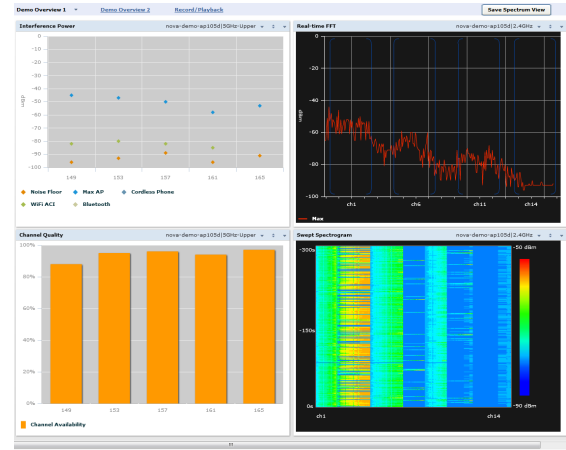 Demo Overview 1 Demo Overview 2 Record/Playback Save Spectrum View
Interference Power nova-demo-ap105d|5GHz-Upper
0
-10
-20
-30
-40
-50
-60
-70
-80
-90
-100
dBm
149 153 157 161 165
Noise Floor Max AP Cordless Phone
WiFi ACI Bluetooth
Real-time FFT nova-demo-ap105d|2.4GHz
0
-20
-40
-60
-80
-100
dBm
ch1 ch6 ch11 ch14
Max
Channel Quality nova-demo-ap105d|5GHz-Upper
100%
80%
60%
40%
20%
0%
149 153 157 161 165
Channel Availability
Swept Spectrogram nova-demo-ap105d|2.4GHz
-300s
-150s
0s
ch1 ch14
-50 dBm
-90 dBm